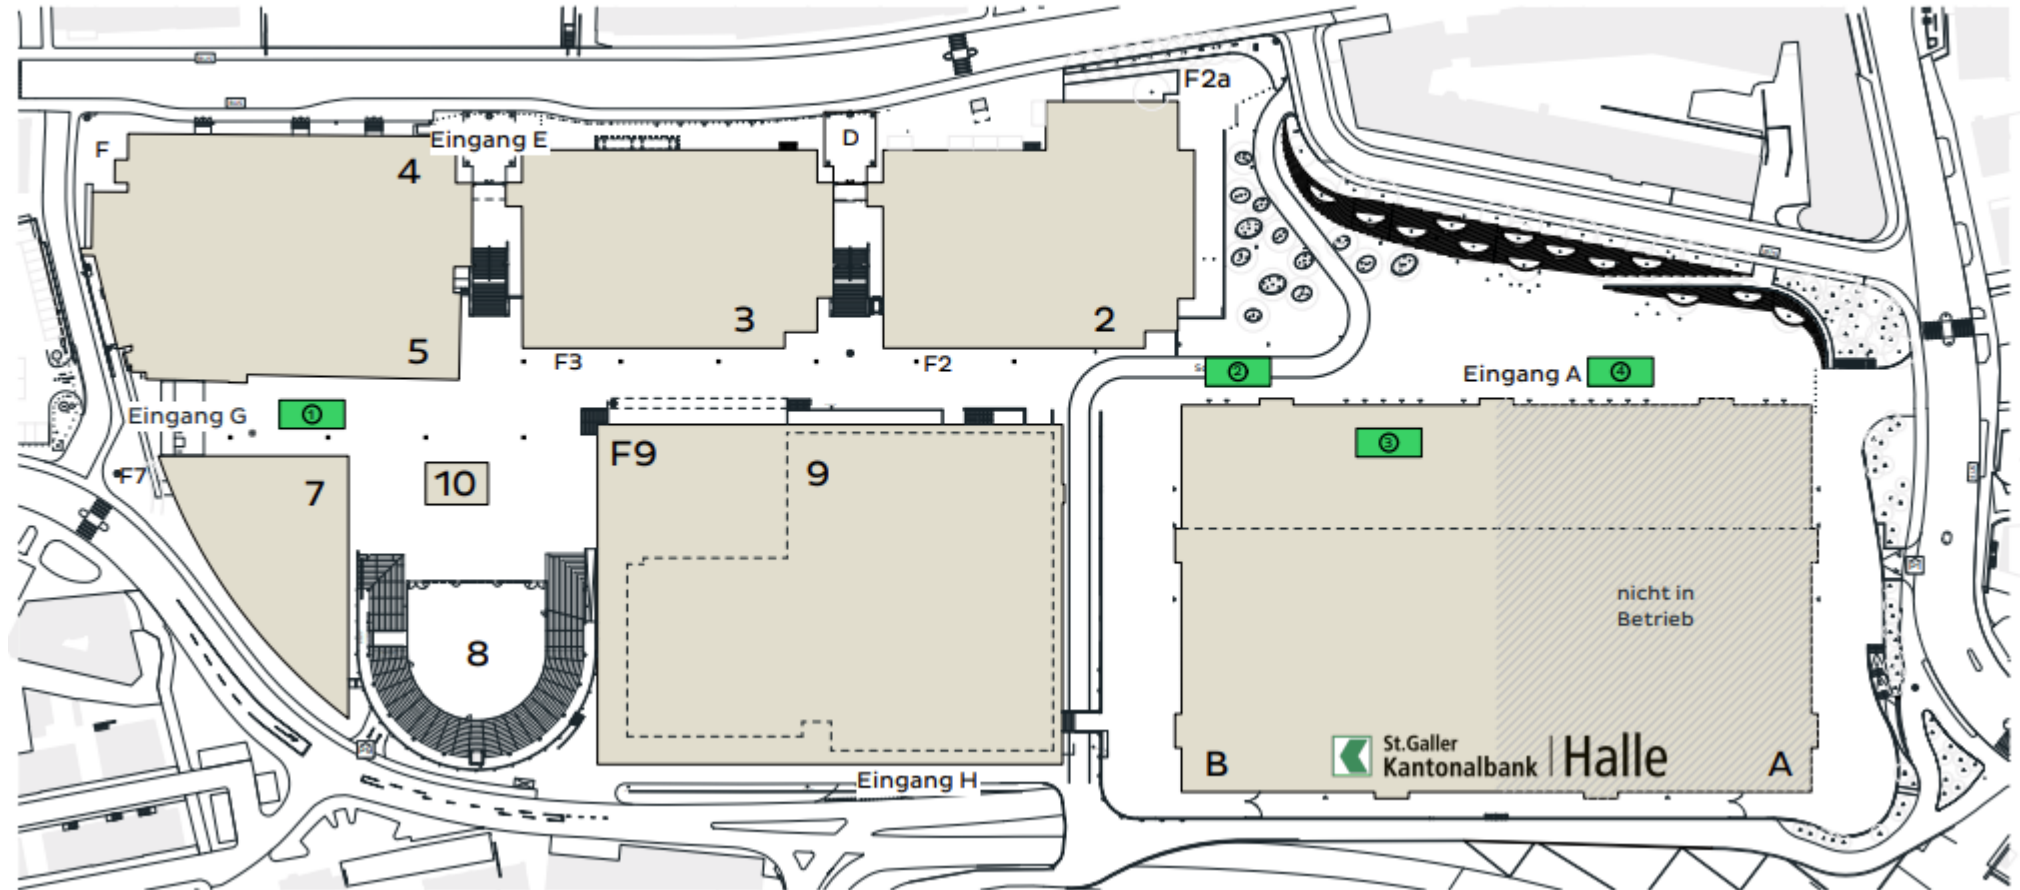 F2a
Eingang E
D
F
4
3
2
5
F3
F2
Eingang A
④
②
Eingang G
①
③
F9
9
F7
7
10
8
nicht in
Betrieb
St.Galler
Kantonalbank
Halle
B
A
Eingang H